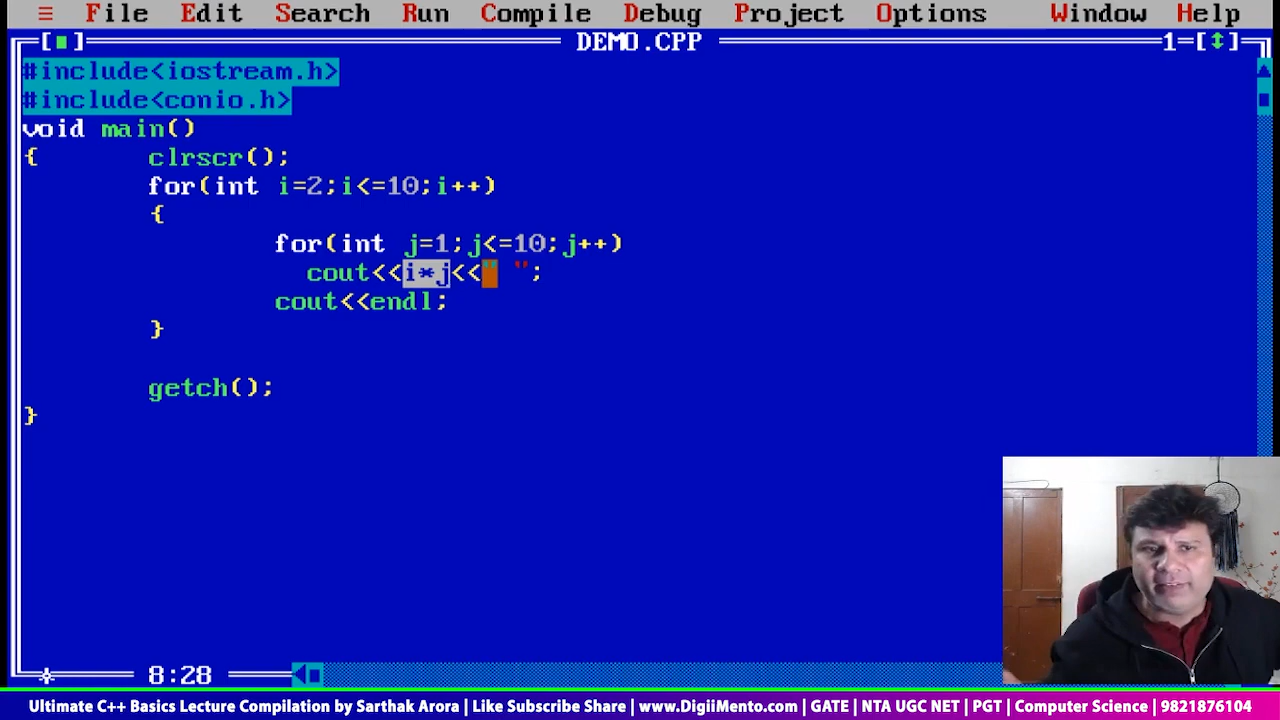 ≡ File Edit Search Run Compile Debug Project Options Window Help
[■] DEMO.CPP 1=[↕]
#include<iostream.h>
#include<conio.h>
void main()
{ clrscr();
for(int i=2;i<=10;i++)
{
for(int j=1;j<=10;j++)
cout<<i*j<<" ";
cout<<endl;
}
getch();
}
8:28
Ultimate C++ Basics Lecture Compilation by Sarthak Arora | Like Subscribe Share | www.DigiiMento.com | GATE | NTA UGC NET | PGT | Computer Science | 9821876104